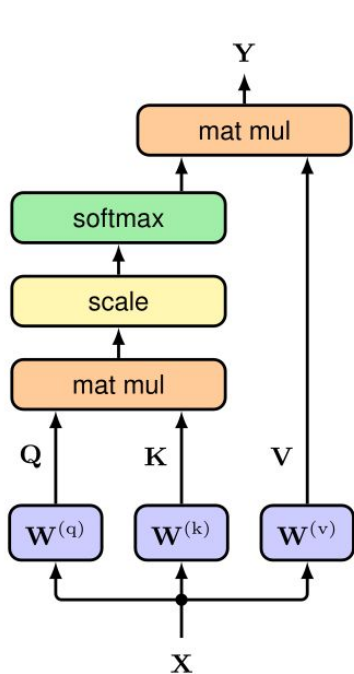 Y
mat mul
softmax
scale
mat mul
Q K V
W^(q) W^(k) W^(v)
X